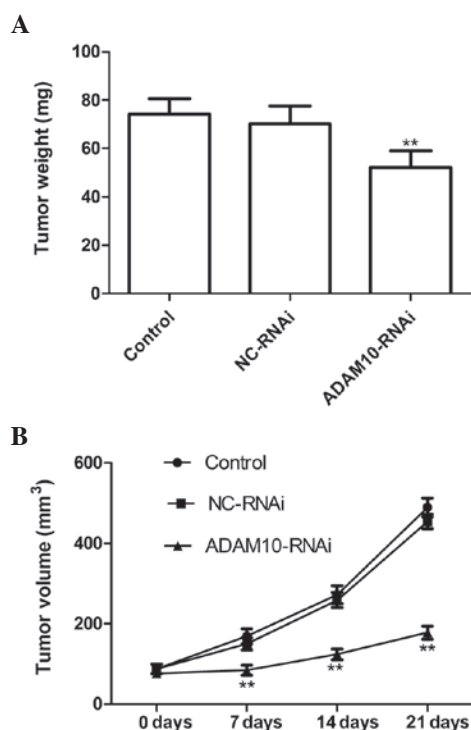 A
Tumor weight (mg)
100
80
60
40
20
0
**
Control
NC-RNAi
ADAM10-RNAi
B
Tumor volume (mm³)
600
400
200
0
Control
NC-RNAi
ADAM10-RNAi
**
**
**
0 days
7 days
14 days
21 days